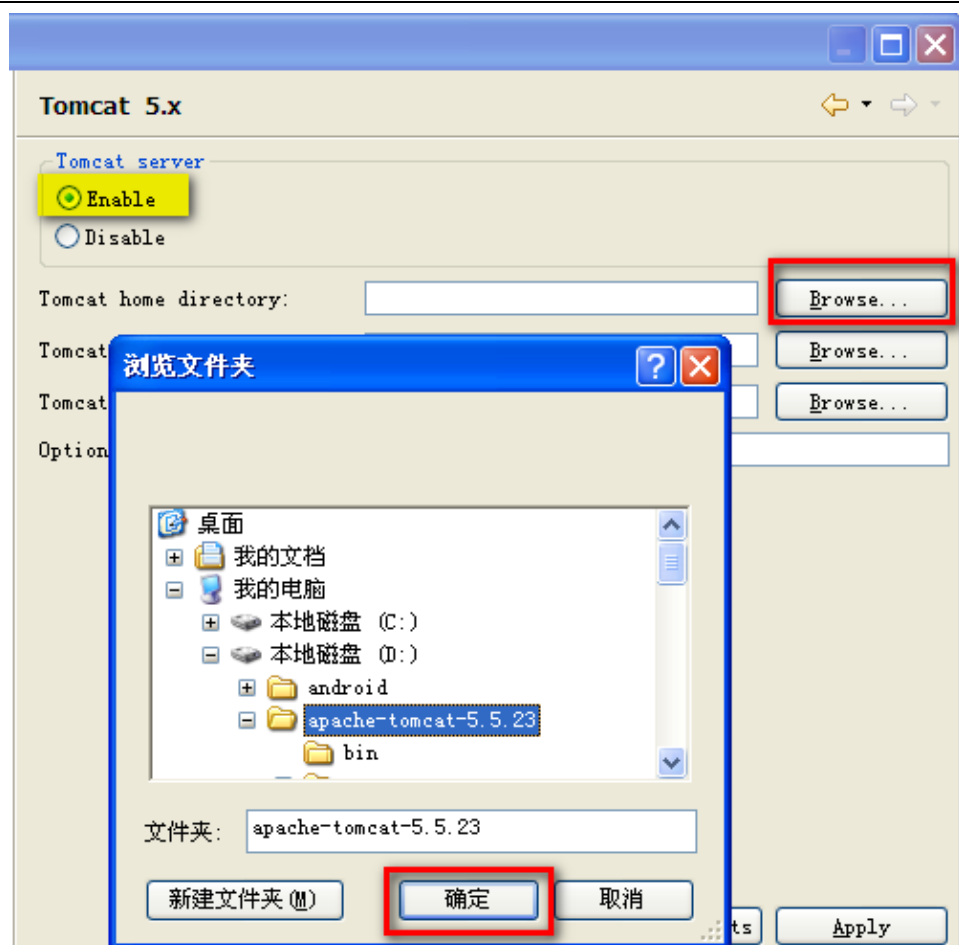 Tomcat 5.x
Tomcat server
Enable
Disable
Tomcat home directory:
Browse...
Tomcat
Browse...
Tomcat
Browse...
Option
浏览文件夹
桌面
我的文档
我的电脑
本地磁盘 (C:)
本地磁盘 (D:)
android
apache-tomcat-5.5.23
bin
文件夹:
apache-tomcat-5.5.23
新建文件夹(M)
确定
取消
ts
Apply